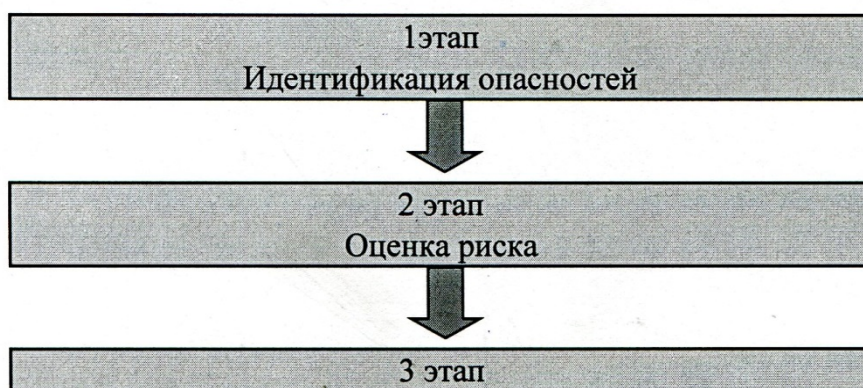 1этап
Идентификация опасностей
2 этап
Оценка риска
3 этап